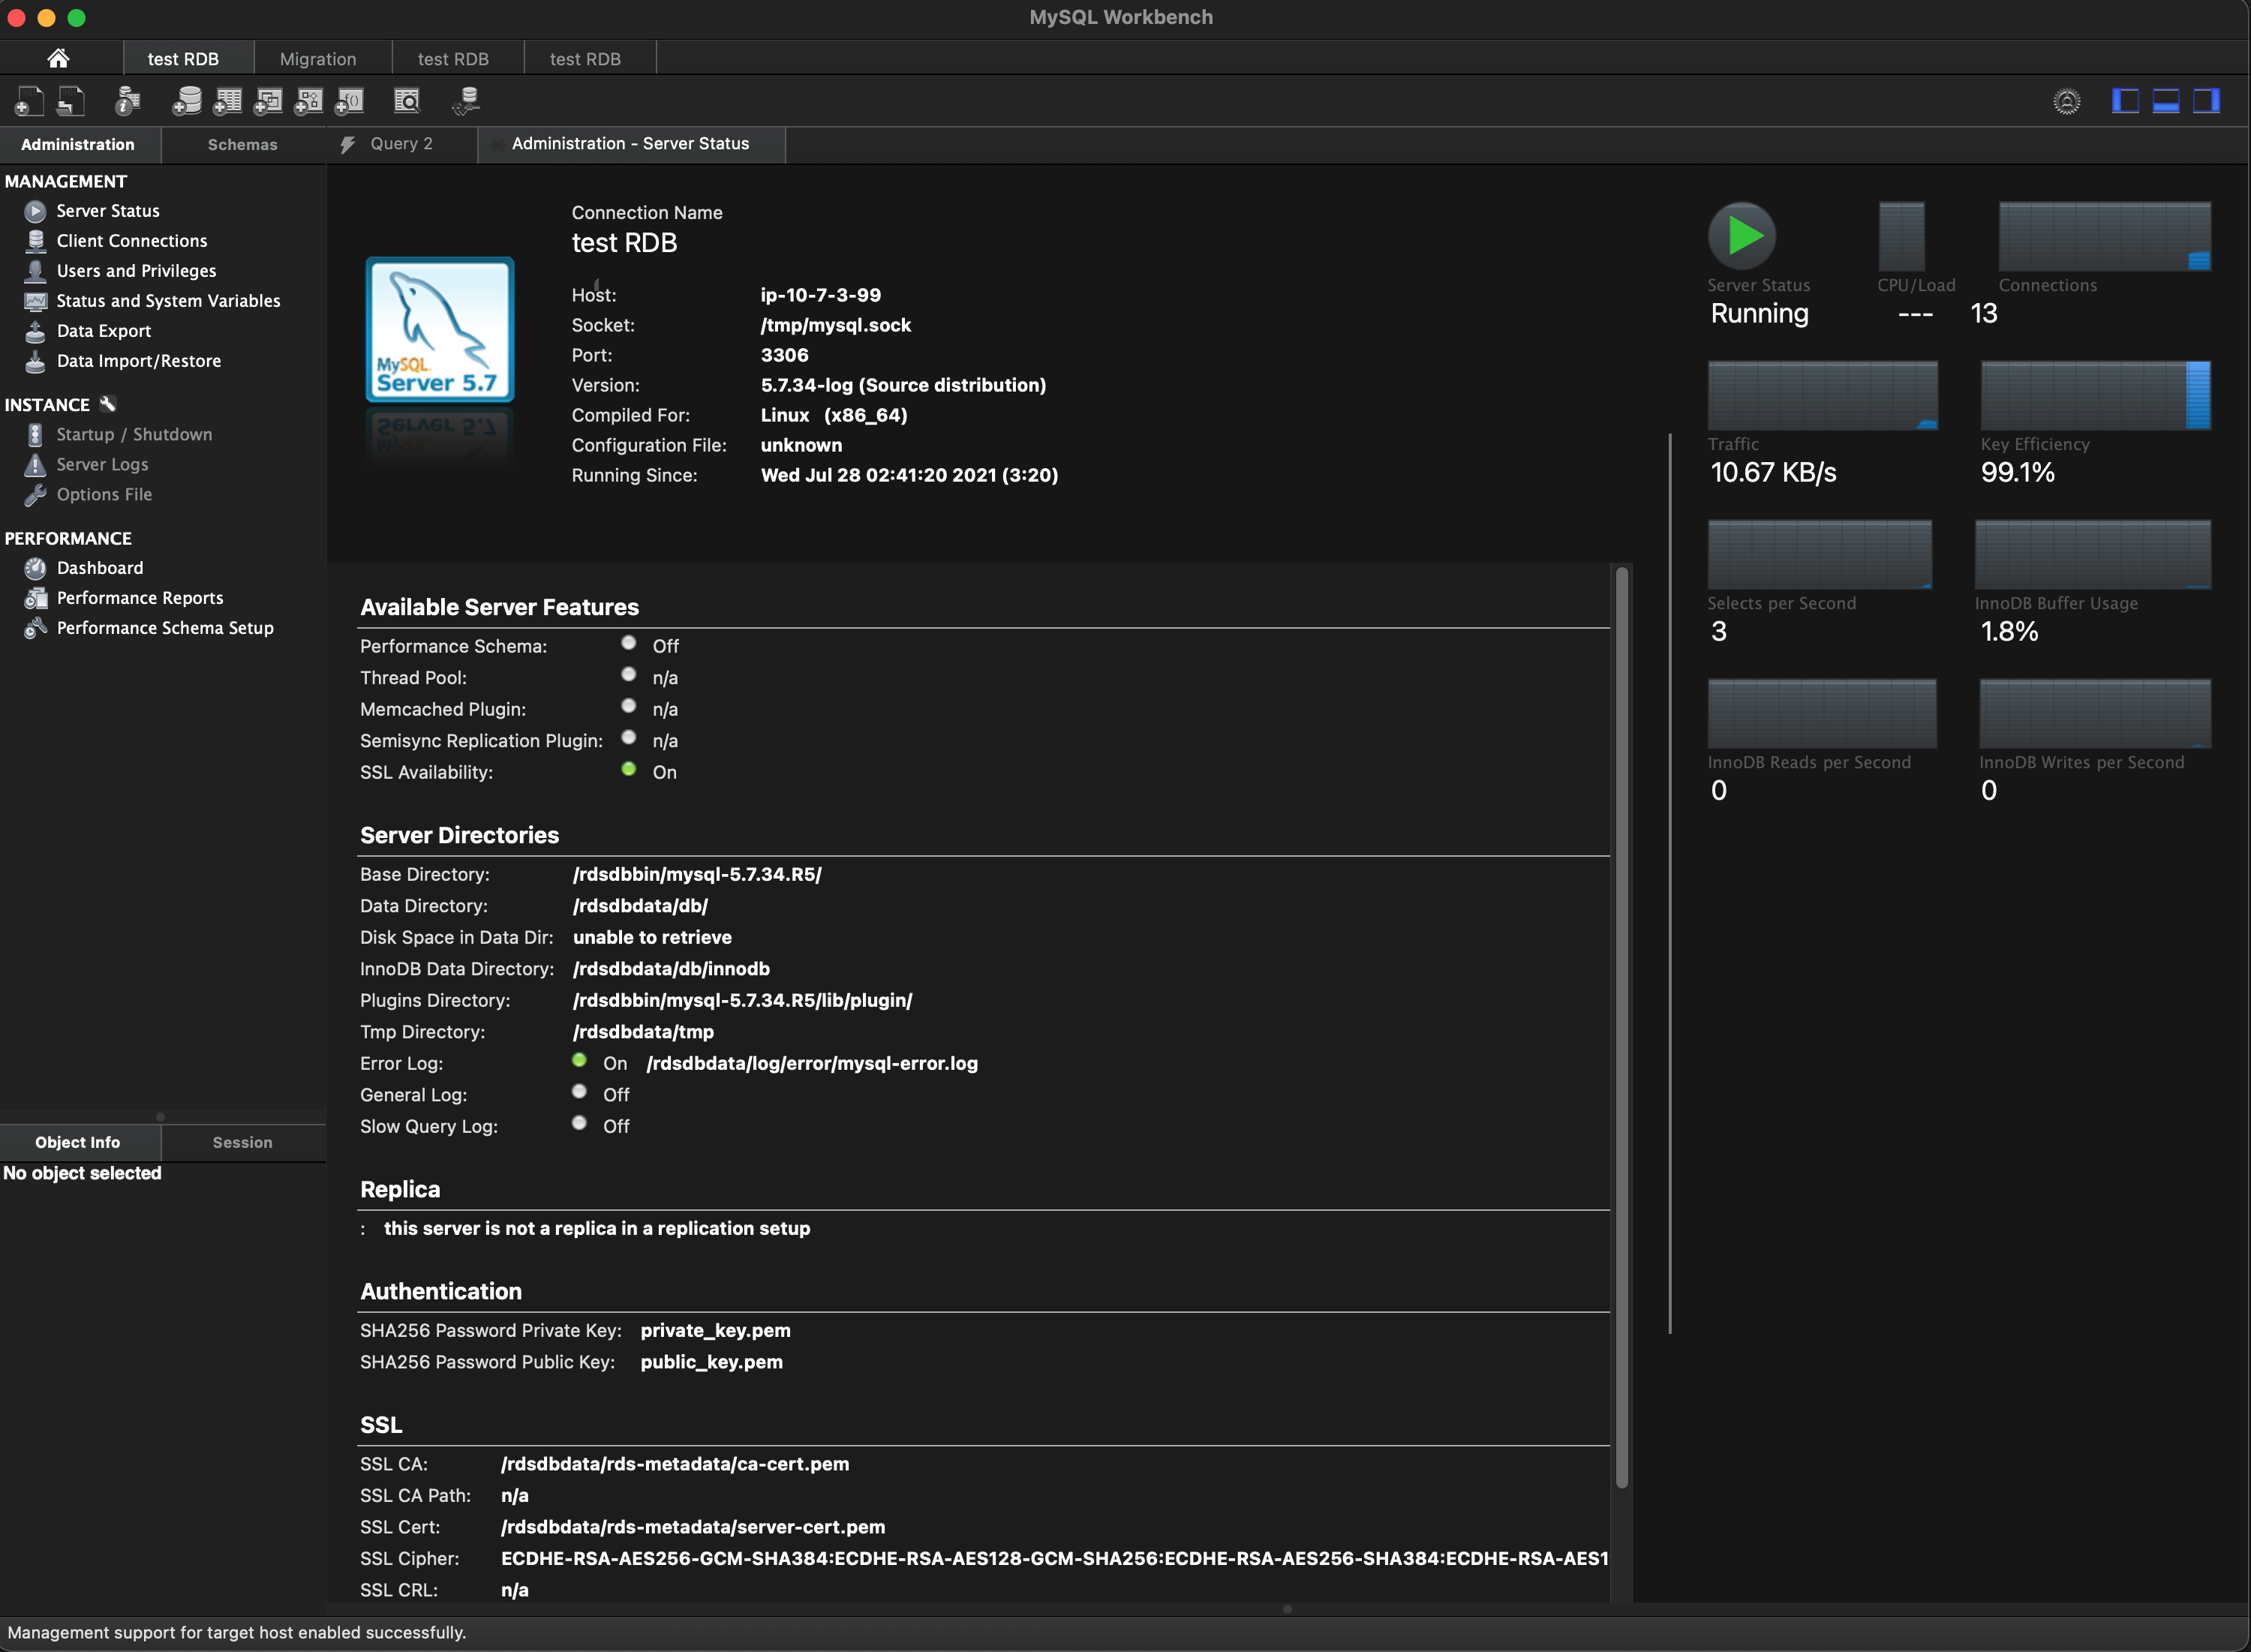 MySQL Workbench
test RDB
Migration
test RDB
test RDB
Administration
Schemas
Query 2
Administration - Server Status
MANAGEMENT
Server Status
Client Connections
Users and Privileges
Status and System Variables
Data Export
Data Import/Restore
INSTANCE
Startup / Shutdown
Server Logs
Options File
PERFORMANCE
Dashboard
Performance Reports
Performance Schema Setup
Object Info
Session
No object selected
MySQL
Server 5.7
Connection Name
test RDB
Host: ip-10-7-3-99
Socket: /tmp/mysql.sock
Port: 3306
Version: 5.7.34-log (Source distribution)
Compiled For: Linux (x86_64)
Configuration File: unknown
Running Since: Wed Jul 28 02:41:20 2021 (3:20)
Available Server Features
Performance Schema: Off
Thread Pool: n/a
Memcached Plugin: n/a
Semisync Replication Plugin: n/a
SSL Availability: On
Server Directories
Base Directory: /rdsdbbin/mysql-5.7.34.R5/
Data Directory: /rdsdbdata/db/
Disk Space in Data Dir: unable to retrieve
InnoDB Data Directory: /rdsdbdata/db/innodb
Plugins Directory: /rdsdbbin/mysql-5.7.34.R5/lib/plugin/
Tmp Directory: /rdsdbdata/tmp
Error Log: On /rdsdbdata/log/error/mysql-error.log
General Log: Off
Slow Query Log: Off
Replica
: this server is not a replica in a replication setup
Authentication
SHA256 Password Private Key: private_key.pem
SHA256 Password Public Key: public_key.pem
SSL
SSL CA: /rdsdbdata/rds-metadata/ca-cert.pem
SSL CA Path: n/a
SSL Cert: /rdsdbdata/rds-metadata/server-cert.pem
SSL Cipher: ECDHE-RSA-AES256-GCM-SHA384:ECDHE-RSA-AES128-GCM-SHA256:ECDHE-RSA-AES256-SHA384:ECDHE-RSA-AES1
SSL CRL: n/a
Server Status
Running
CPU/Load
---
Connections
13
Traffic
10.67 KB/s
Key Efficiency
99.1%
Selects per Second
3
InnoDB Buffer Usage
1.8%
InnoDB Reads per Second
0
InnoDB Writes per Second
0
Management support for target host enabled successfully.